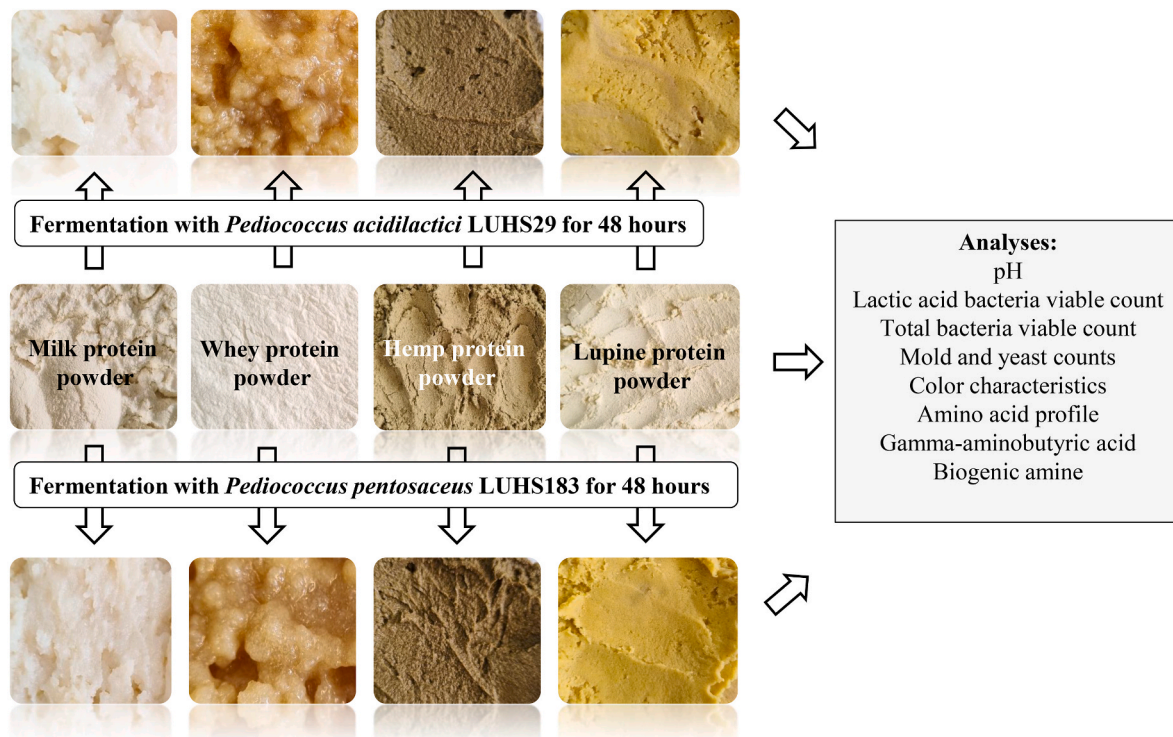 Fermentation with Pediococcus acidilactici LUHS29 for 48 hours
Milk protein
powder
Whey protein
powder
Hemp protein
powder
Lupine protein
powder
Fermentation with Pediococcus pentosaceus LUHS183 for 48 hours
Analyses:
pH
Lactic acid bacteria viable count
Total bacteria viable count
Mold and yeast counts
Color characteristics
Amino acid profile
Gamma-aminobutyric acid
Biogenic amine